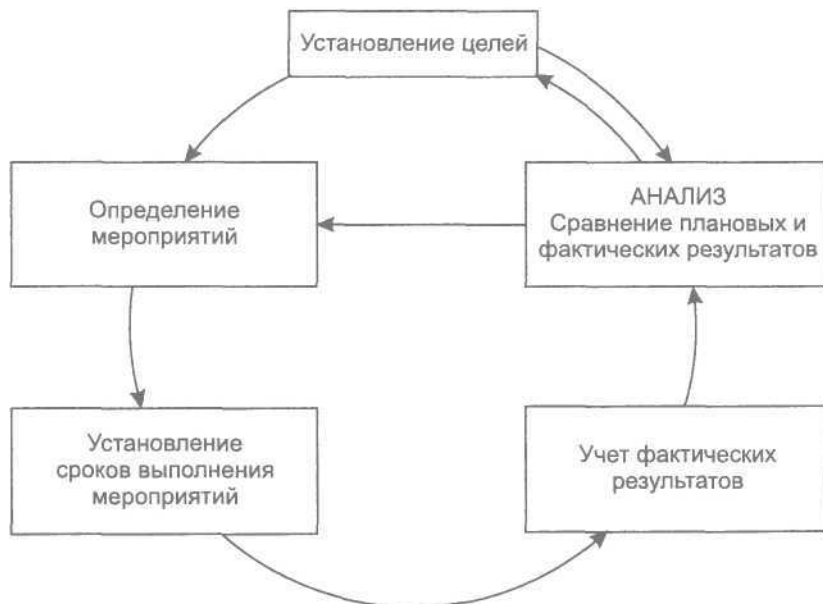 Установление целей
Определение
мероприятий
АНАЛИЗ
Сравнение плановых и
фактических результатов
Установление
сроков выполнения
мероприятий
Учет фактических
результатов